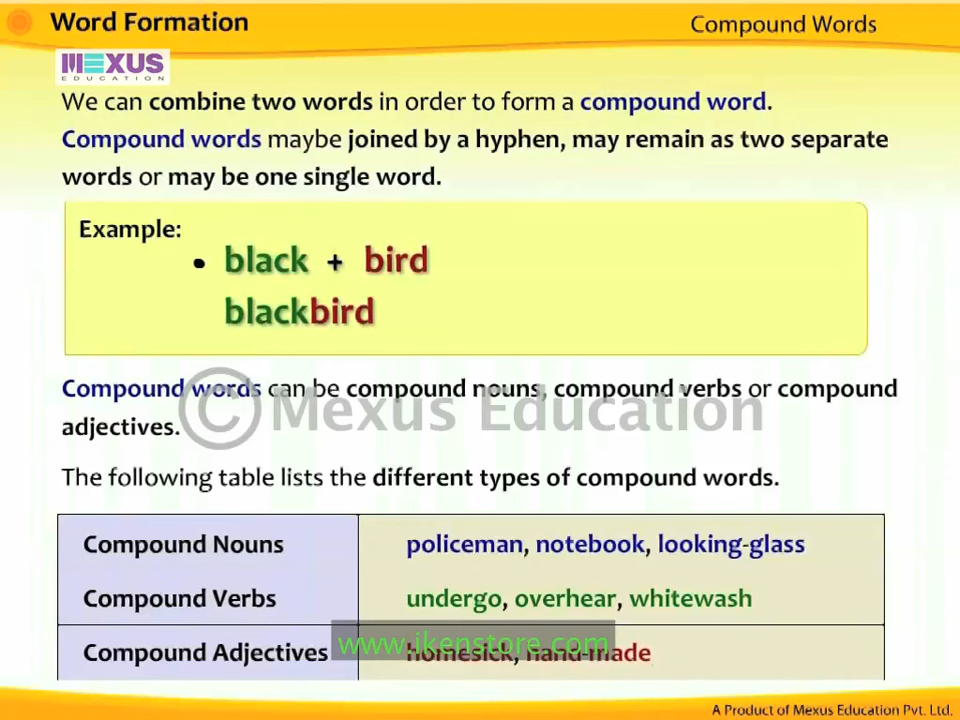 Word Formation
Compound Words
MEXUS
EDUCATION
We can combine two words in order to form a compound word.
Compound words maybe joined by a hyphen, may remain as two separate
words or may be one single word.
Example:
• black + bird
blackbird
Compound words can be compound nouns, compound verbs or compound
adjectives.
© Mexus Education
The following table lists the different types of compound words.
Compound Nouns policeman, notebook, looking-glass
Compound Verbs undergo, overhear, whitewash
Compound Adjectives homesick, hand-made
www.ikenstore.com
A Product of Mexus Education Pvt. Ltd.